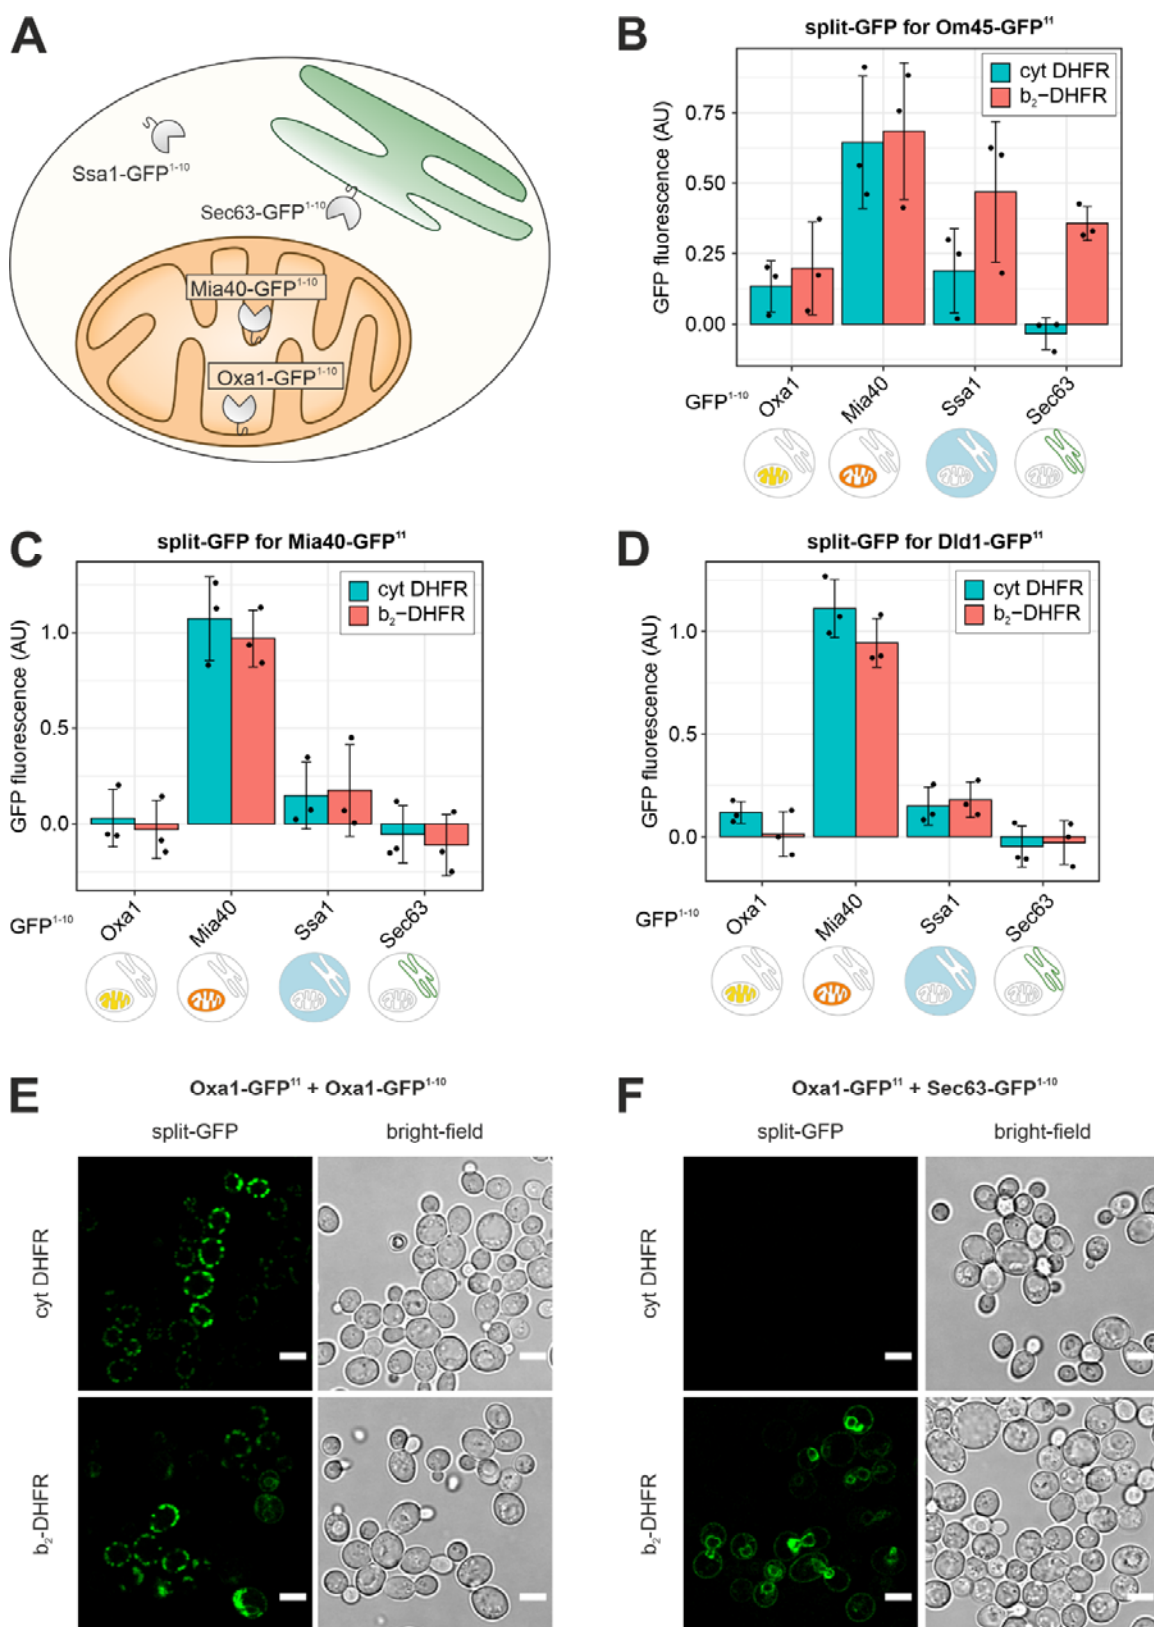 A
Ssa1-GFP¹⁻¹⁰
Sec63-GFP¹⁻¹⁰
Mia40-GFP¹⁻¹⁰
Oxa1-GFP¹⁻¹⁰
B
split-GFP for Om45-GFP¹¹
cyt DHFR
b₂−DHFR
GFP fluorescence (AU)
0.75
0.50
0.25
0.00
GFP¹⁻¹⁰
Oxa1
Mia40
Ssa1
Sec63
C
split-GFP for Mia40-GFP¹¹
cyt DHFR
b₂−DHFR
GFP fluorescence (AU)
1.0
0.5
0.0
GFP¹⁻¹⁰
Oxa1
Mia40
Ssa1
Sec63
D
split-GFP for Dld1-GFP¹¹
cyt DHFR
b₂−DHFR
GFP fluorescence (AU)
1.0
0.5
0.0
GFP¹⁻¹⁰
Oxa1
Mia40
Ssa1
Sec63
E
Oxa1-GFP¹¹ + Oxa1-GFP¹⁻¹⁰
split-GFP
bright-field
cyt DHFR
b₂-DHFR
F
Oxa1-GFP¹¹ + Sec63-GFP¹⁻¹⁰
split-GFP
bright-field
cyt DHFR
b₂-DHFR